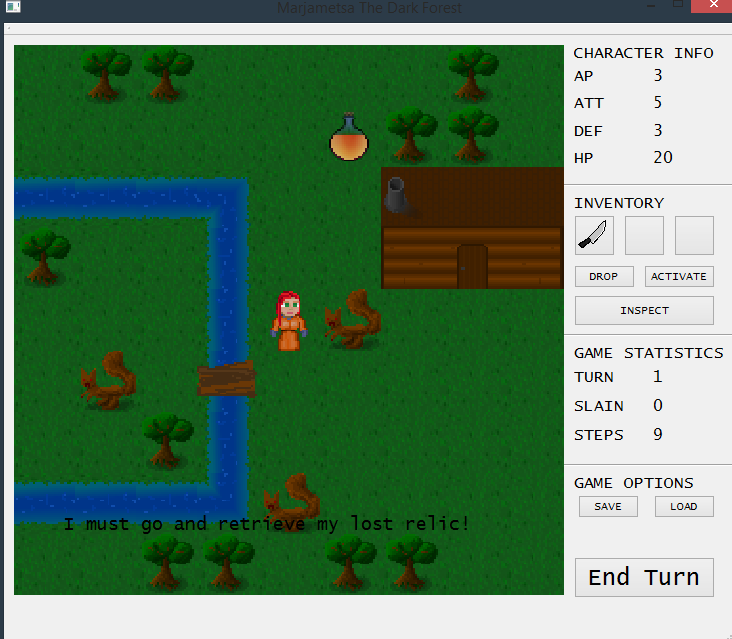 Marjametsa The Dark Forest
CHARACTER INFO
AP 3
ATT 5
DEF 3
HP 20
INVENTORY
DROP ACTIVATE
INSPECT
GAME STATISTICS
TURN 1
SLAIN 0
STEPS 9
GAME OPTIONS
SAVE LOAD
I must go and retrieve my lost relic!
End Turn